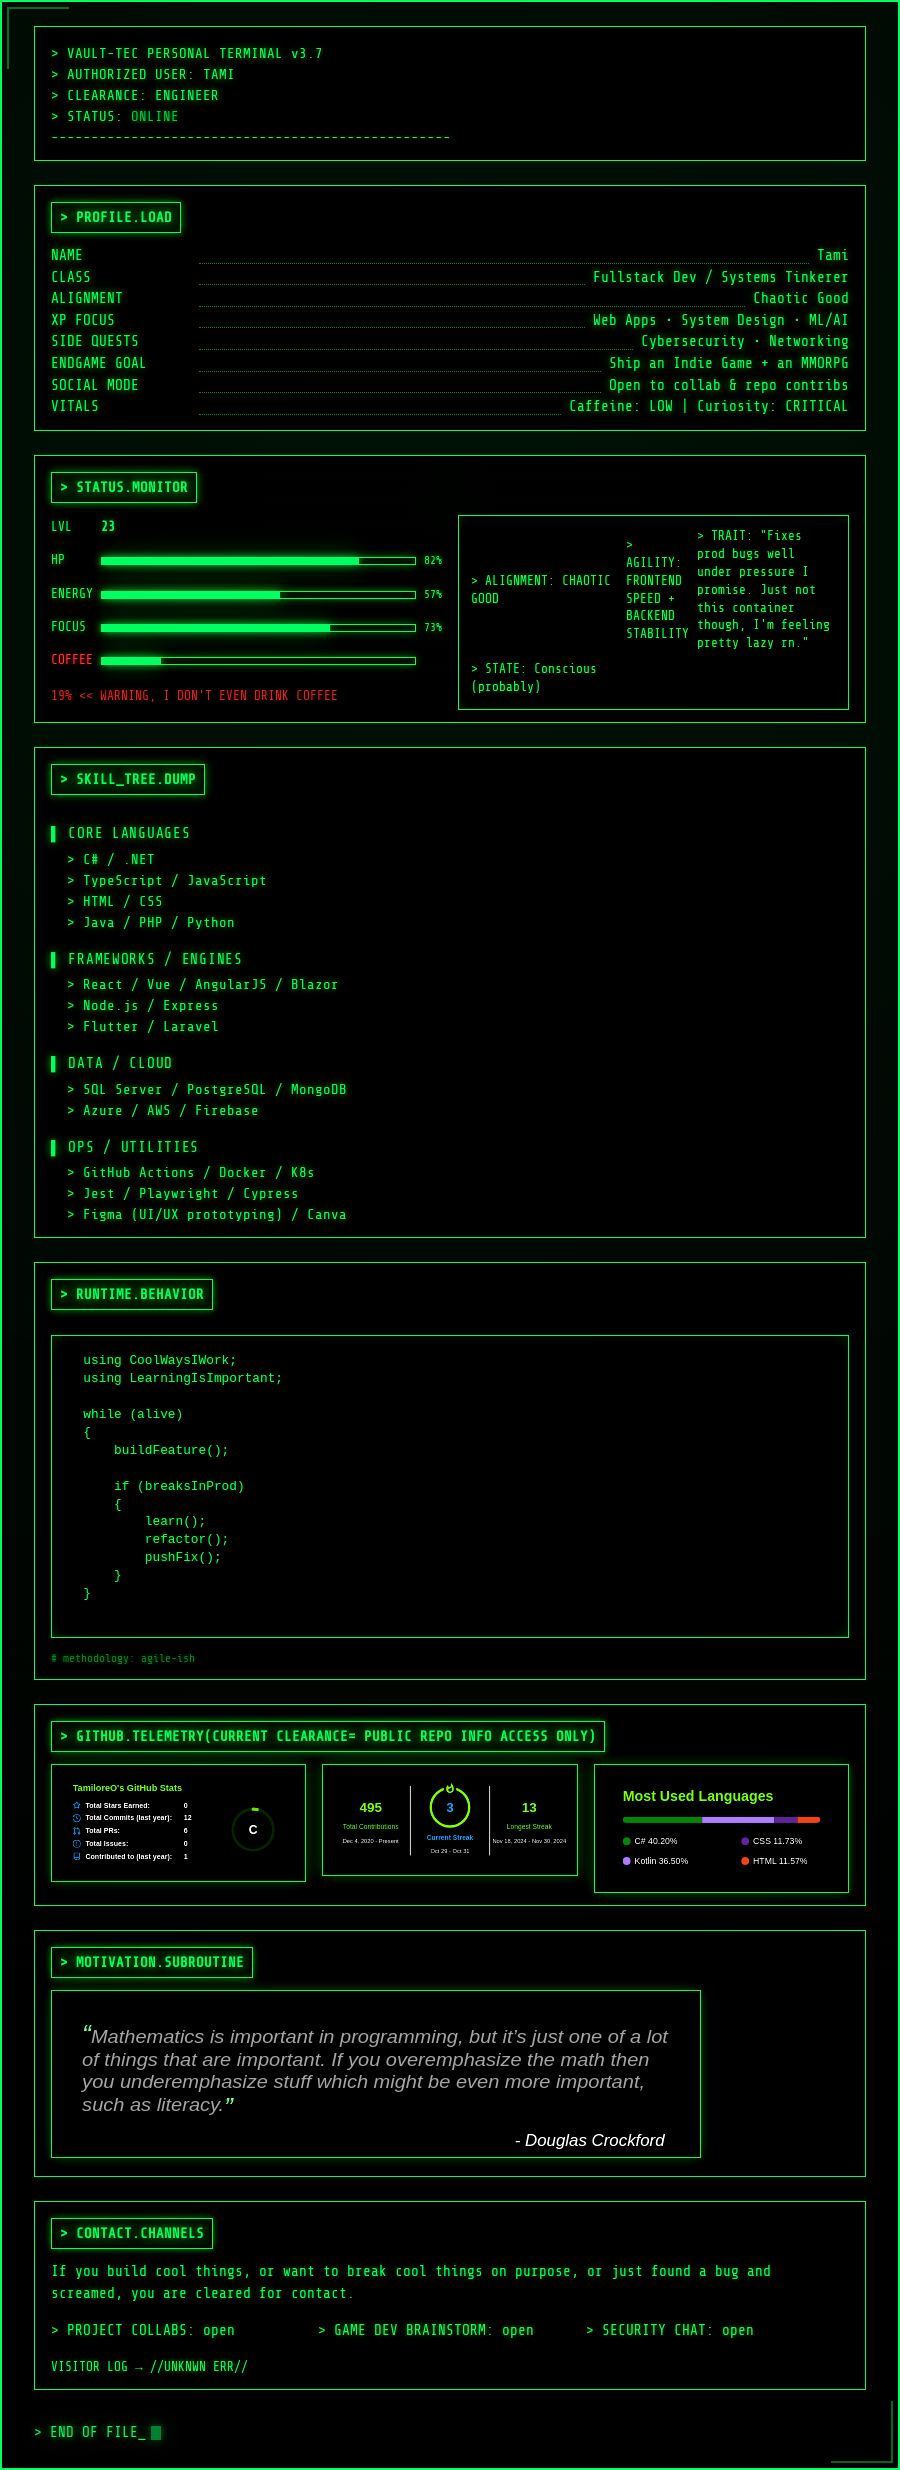 > VAULT-TEC PERSONAL TERMINAL v3.7
> AUTHORIZED USER: TAMI
> CLEARANCE: ENGINEER
> STATUS: ONLINE
--------------------------------------------------
> PROFILE.LOAD
NAME Tami
CLASS Fullstack Dev / Systems Tinkerer
ALIGNMENT Chaotic Good
XP FOCUS Web Apps · System Design · ML/AI
SIDE QUESTS Cybersecurity · Networking
ENDGAME GOAL Ship an Indie Game + an MMORPG
SOCIAL MODE Open to collab & repo contribs
VITALS Caffeine: LOW | Curiosity: CRITICAL
> STATUS.MONITOR
LVL 23
HP 82%
ENERGY 57%
FOCUS 73%
COFFEE
19% << WARNING, I DON'T EVEN DRINK COFFEE
> ALIGNMENT: CHAOTIC
GOOD
>
AGILITY:
FRONTEND
SPEED +
BACKEND
STABILITY
> TRAIT: "Fixes
prod bugs well
under pressure I
promise. Just not
this container
though, I'm feeling
pretty lazy rn."
> STATE: Conscious
(probably)
> SKILL_TREE.DUMP
CORE LANGUAGES
> C# / .NET
> TypeScript / JavaScript
> HTML / CSS
> Java / PHP / Python
FRAMEWORKS / ENGINES
> React / Vue / AngularJS / Blazor
> Node.js / Express
> Flutter / Laravel
DATA / CLOUD
> SQL Server / PostgreSQL / MongoDB
> Azure / AWS / Firebase
OPS / UTILITIES
> GitHub Actions / Docker / K8s
> Jest / Playwright / Cypress
> Figma (UI/UX prototyping) / Canva
> RUNTIME.BEHAVIOR
using CoolWaysIWork;
using LearningIsImportant;
while (alive)
{
buildFeature();
if (breaksInProd)
{
learn();
refactor();
pushFix();
}
}
# methodology: agile-ish
> GITHUB.TELEMETRY(CURRENT CLEARANCE= PUBLIC REPO INFO ACCESS ONLY)
TamiloreO's GitHub Stats
Total Stars Earned: 0
Total Commits (last year): 12
Total PRs: 6
Total Issues: 0
Contributed to (last year): 1
C
495
Total Contributions
Dec 4, 2020 - Present
3
Current Streak
Oct 29 - Oct 31
13
Longest Streak
Nov 18, 2024 - Nov 30, 2024
Most Used Languages
C# 40.20% CSS 11.73%
Kotlin 36.50% HTML 11.57%
> MOTIVATION.SUBROUTINE
“Mathematics is important in programming, but it’s just one of a lot
of things that are important. If you overemphasize the math then
you underemphasize stuff which might be even more important,
such as literacy.”
- Douglas Crockford
> CONTACT.CHANNELS
If you build cool things, or want to break cool things on purpose, or just found a bug and
screamed, you are cleared for contact.
> PROJECT COLLABS: open > GAME DEV BRAINSTORM: open > SECURITY CHAT: open
VISITOR LOG → //UNKNWN ERR//
> END OF FILE_